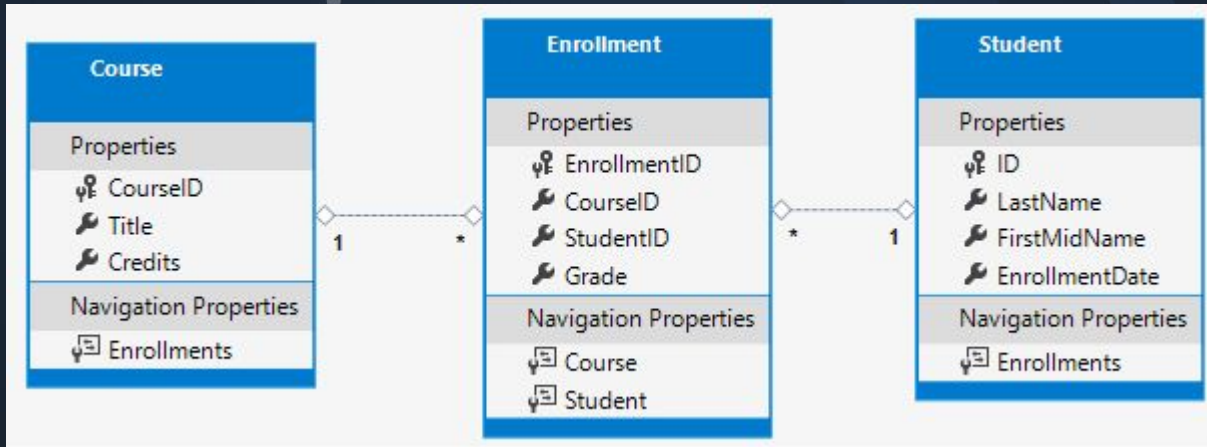 Course
Properties
CourseID
Title
Credits
Navigation Properties
Enrollments
1
*
Enrollment
Properties
EnrollmentID
CourseID
StudentID
Grade
Navigation Properties
Course
Student
*
1
Student
Properties
ID
LastName
FirstMidName
EnrollmentDate
Navigation Properties
Enrollments